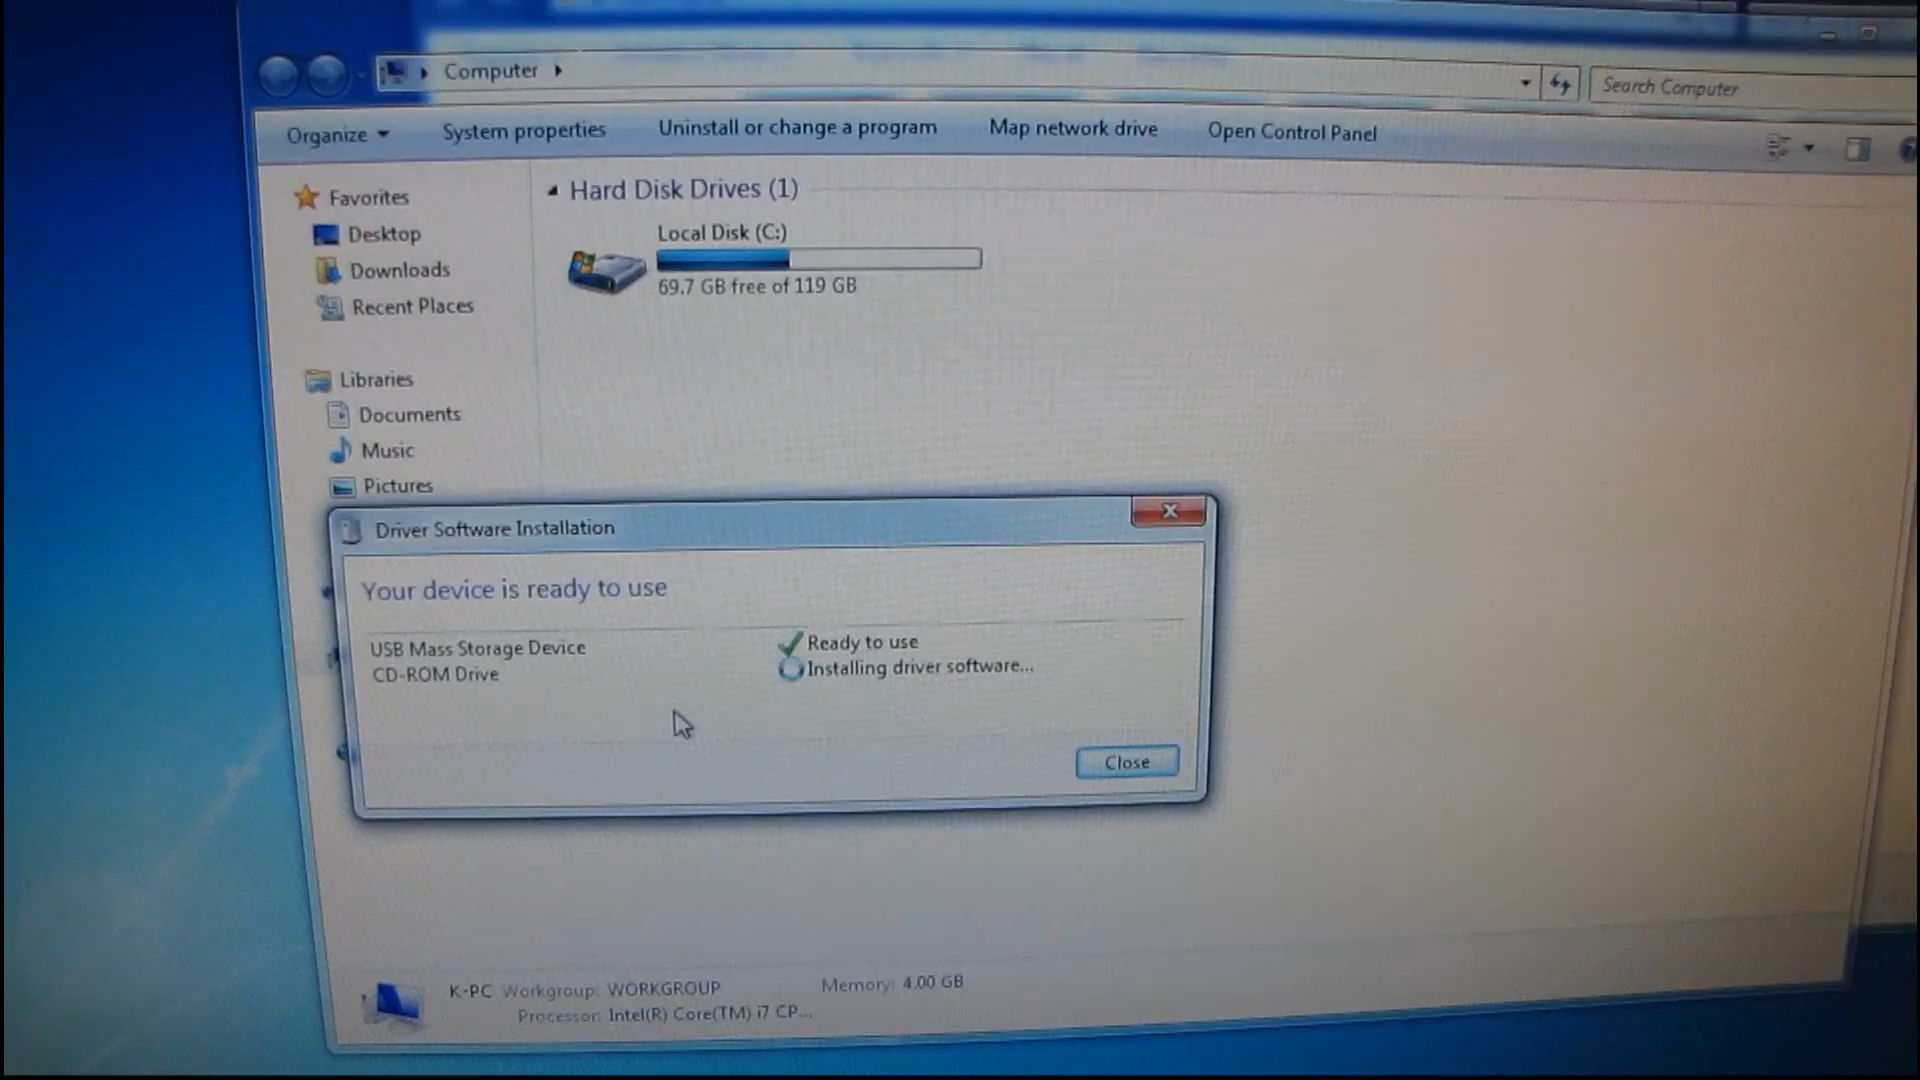 Computer
Search Computer
Organize
System properties
Uninstall or change a program
Map network drive
Open Control Panel
Favorites
Desktop
Downloads
Recent Places
Libraries
Documents
Music
Pictures
Hard Disk Drives (1)
Local Disk (C:)
69.7 GB free of 119 GB
Driver Software Installation
Your device is ready to use
USB Mass Storage Device Ready to use
CD-ROM Drive Installing driver software...
Close
K-PC Workgroup: WORKGROUP Memory: 4.00 GB
Processor: Intel(R) Core(TM) i7 CP...